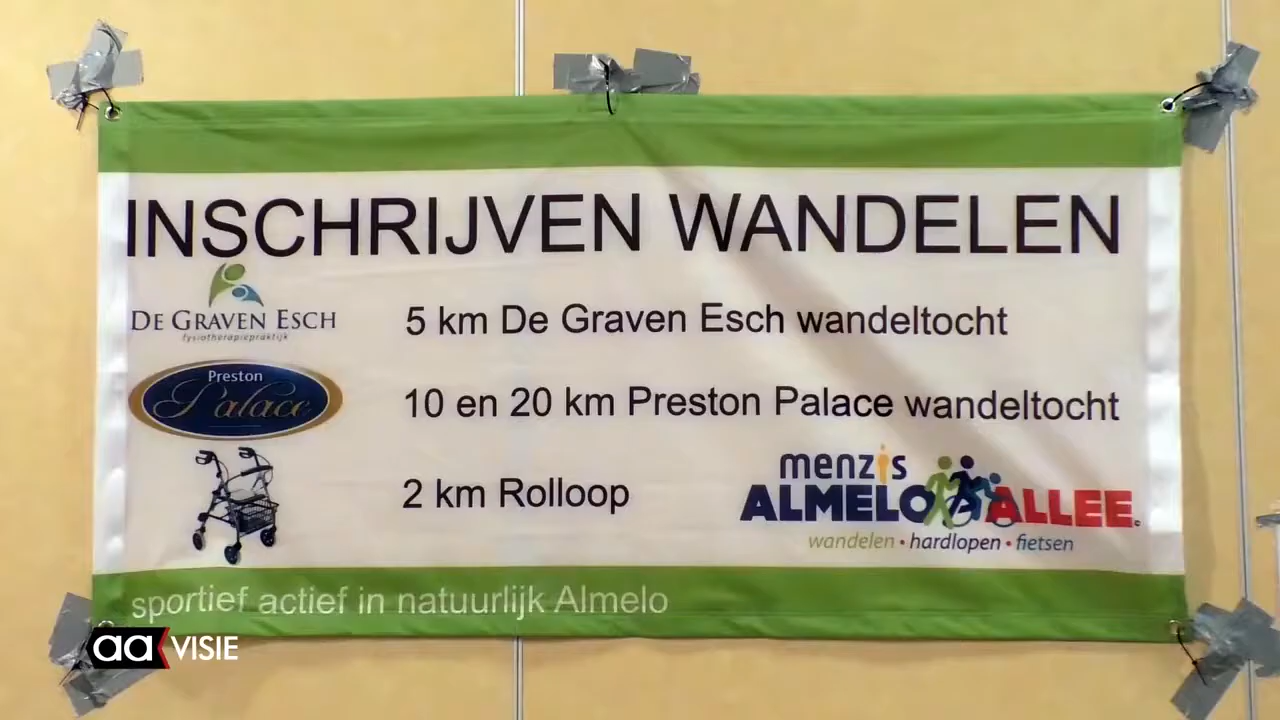 INSCHRIJVEN WANDELEN
DE GRAVEN ESCH
fysiotherapiepraktijk
5 km De Graven Esch wandeltocht
Preston
Palace
10 en 20 km Preston Palace wandeltocht
2 km Rolloop
menzis
ALMELO ALLEE
wandelen • hardlopen • fietsen
sportief actief in natuurlijk Almelo
aa VISIE